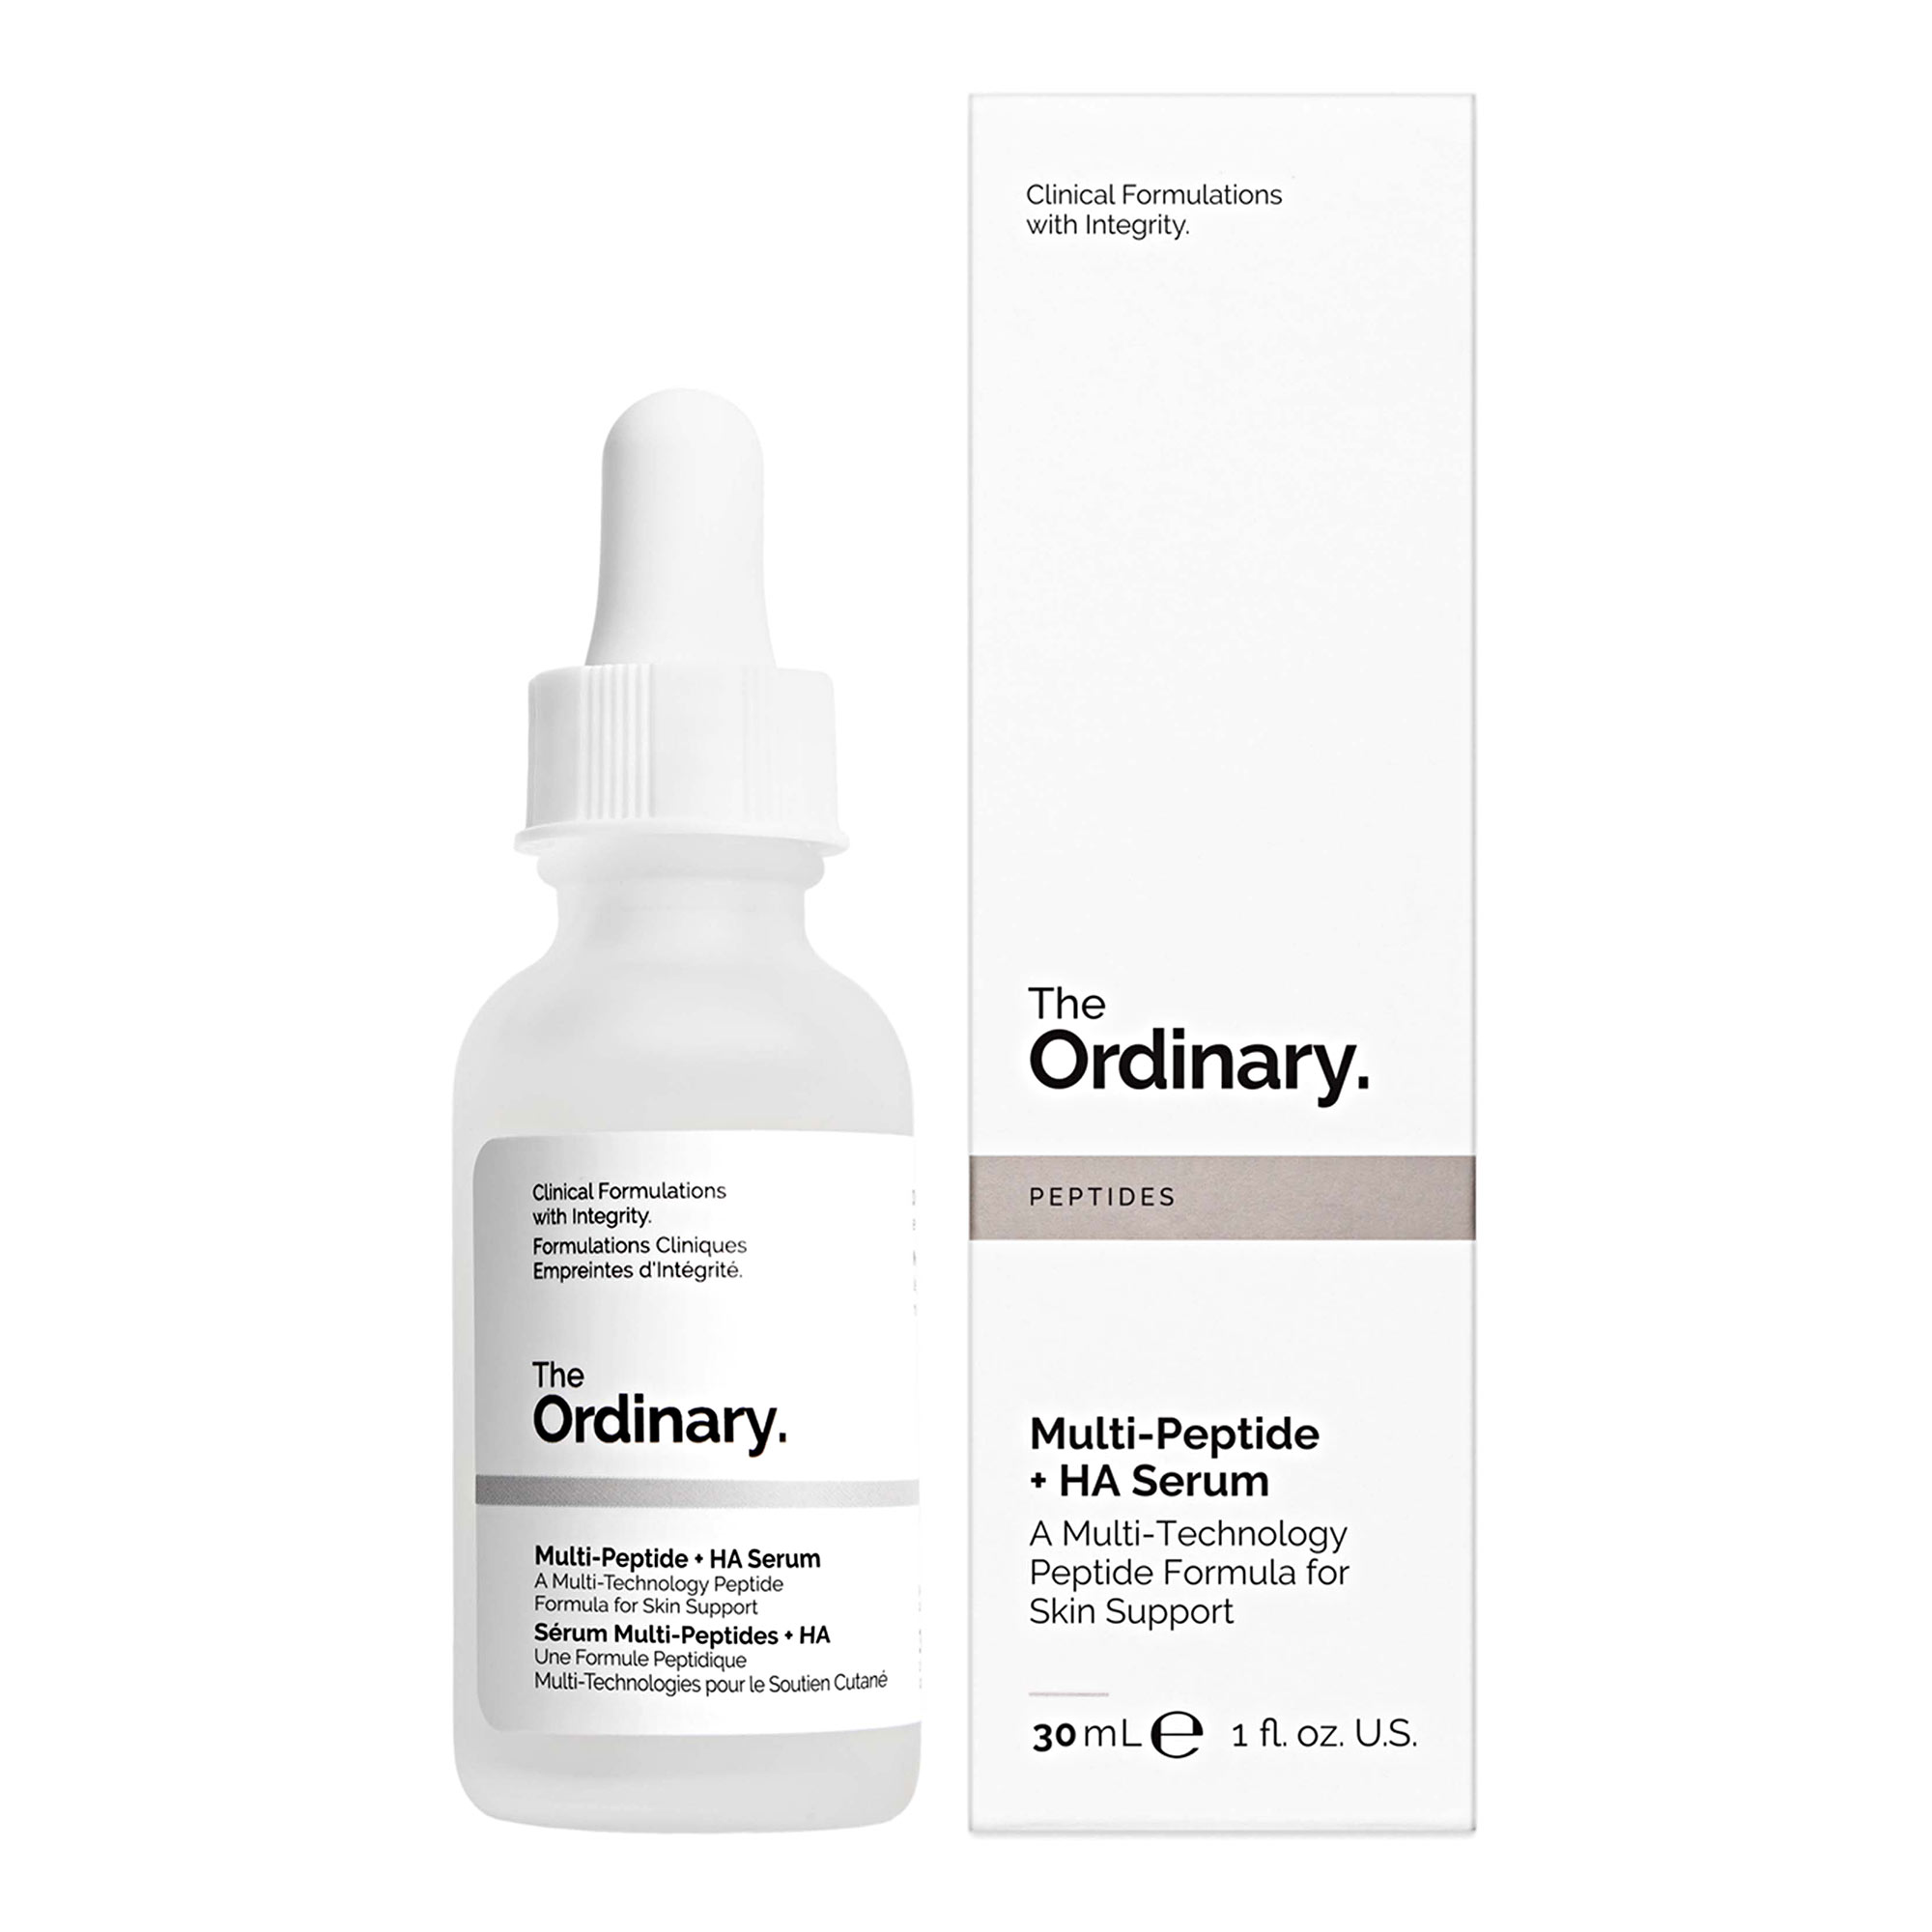 Clinical Formulations
with Integrity.
Formulations Cliniques
Empreintes d'Intégrité.
The
Ordinary.
Multi-Peptide + HA Serum
A Multi-Technology Peptide
Formula for Skin Support
Sérum Multi-Peptides + HA
Une Formule Peptidique
Multi-Technologies pour le Soutien Cutané
Clinical Formulations
with Integrity.
The
Ordinary.
PEPTIDES
Multi-Peptide
+ HA Serum
A Multi-Technology
Peptide Formula for
Skin Support
30 mL ℮ 1 fl. oz. U.S.